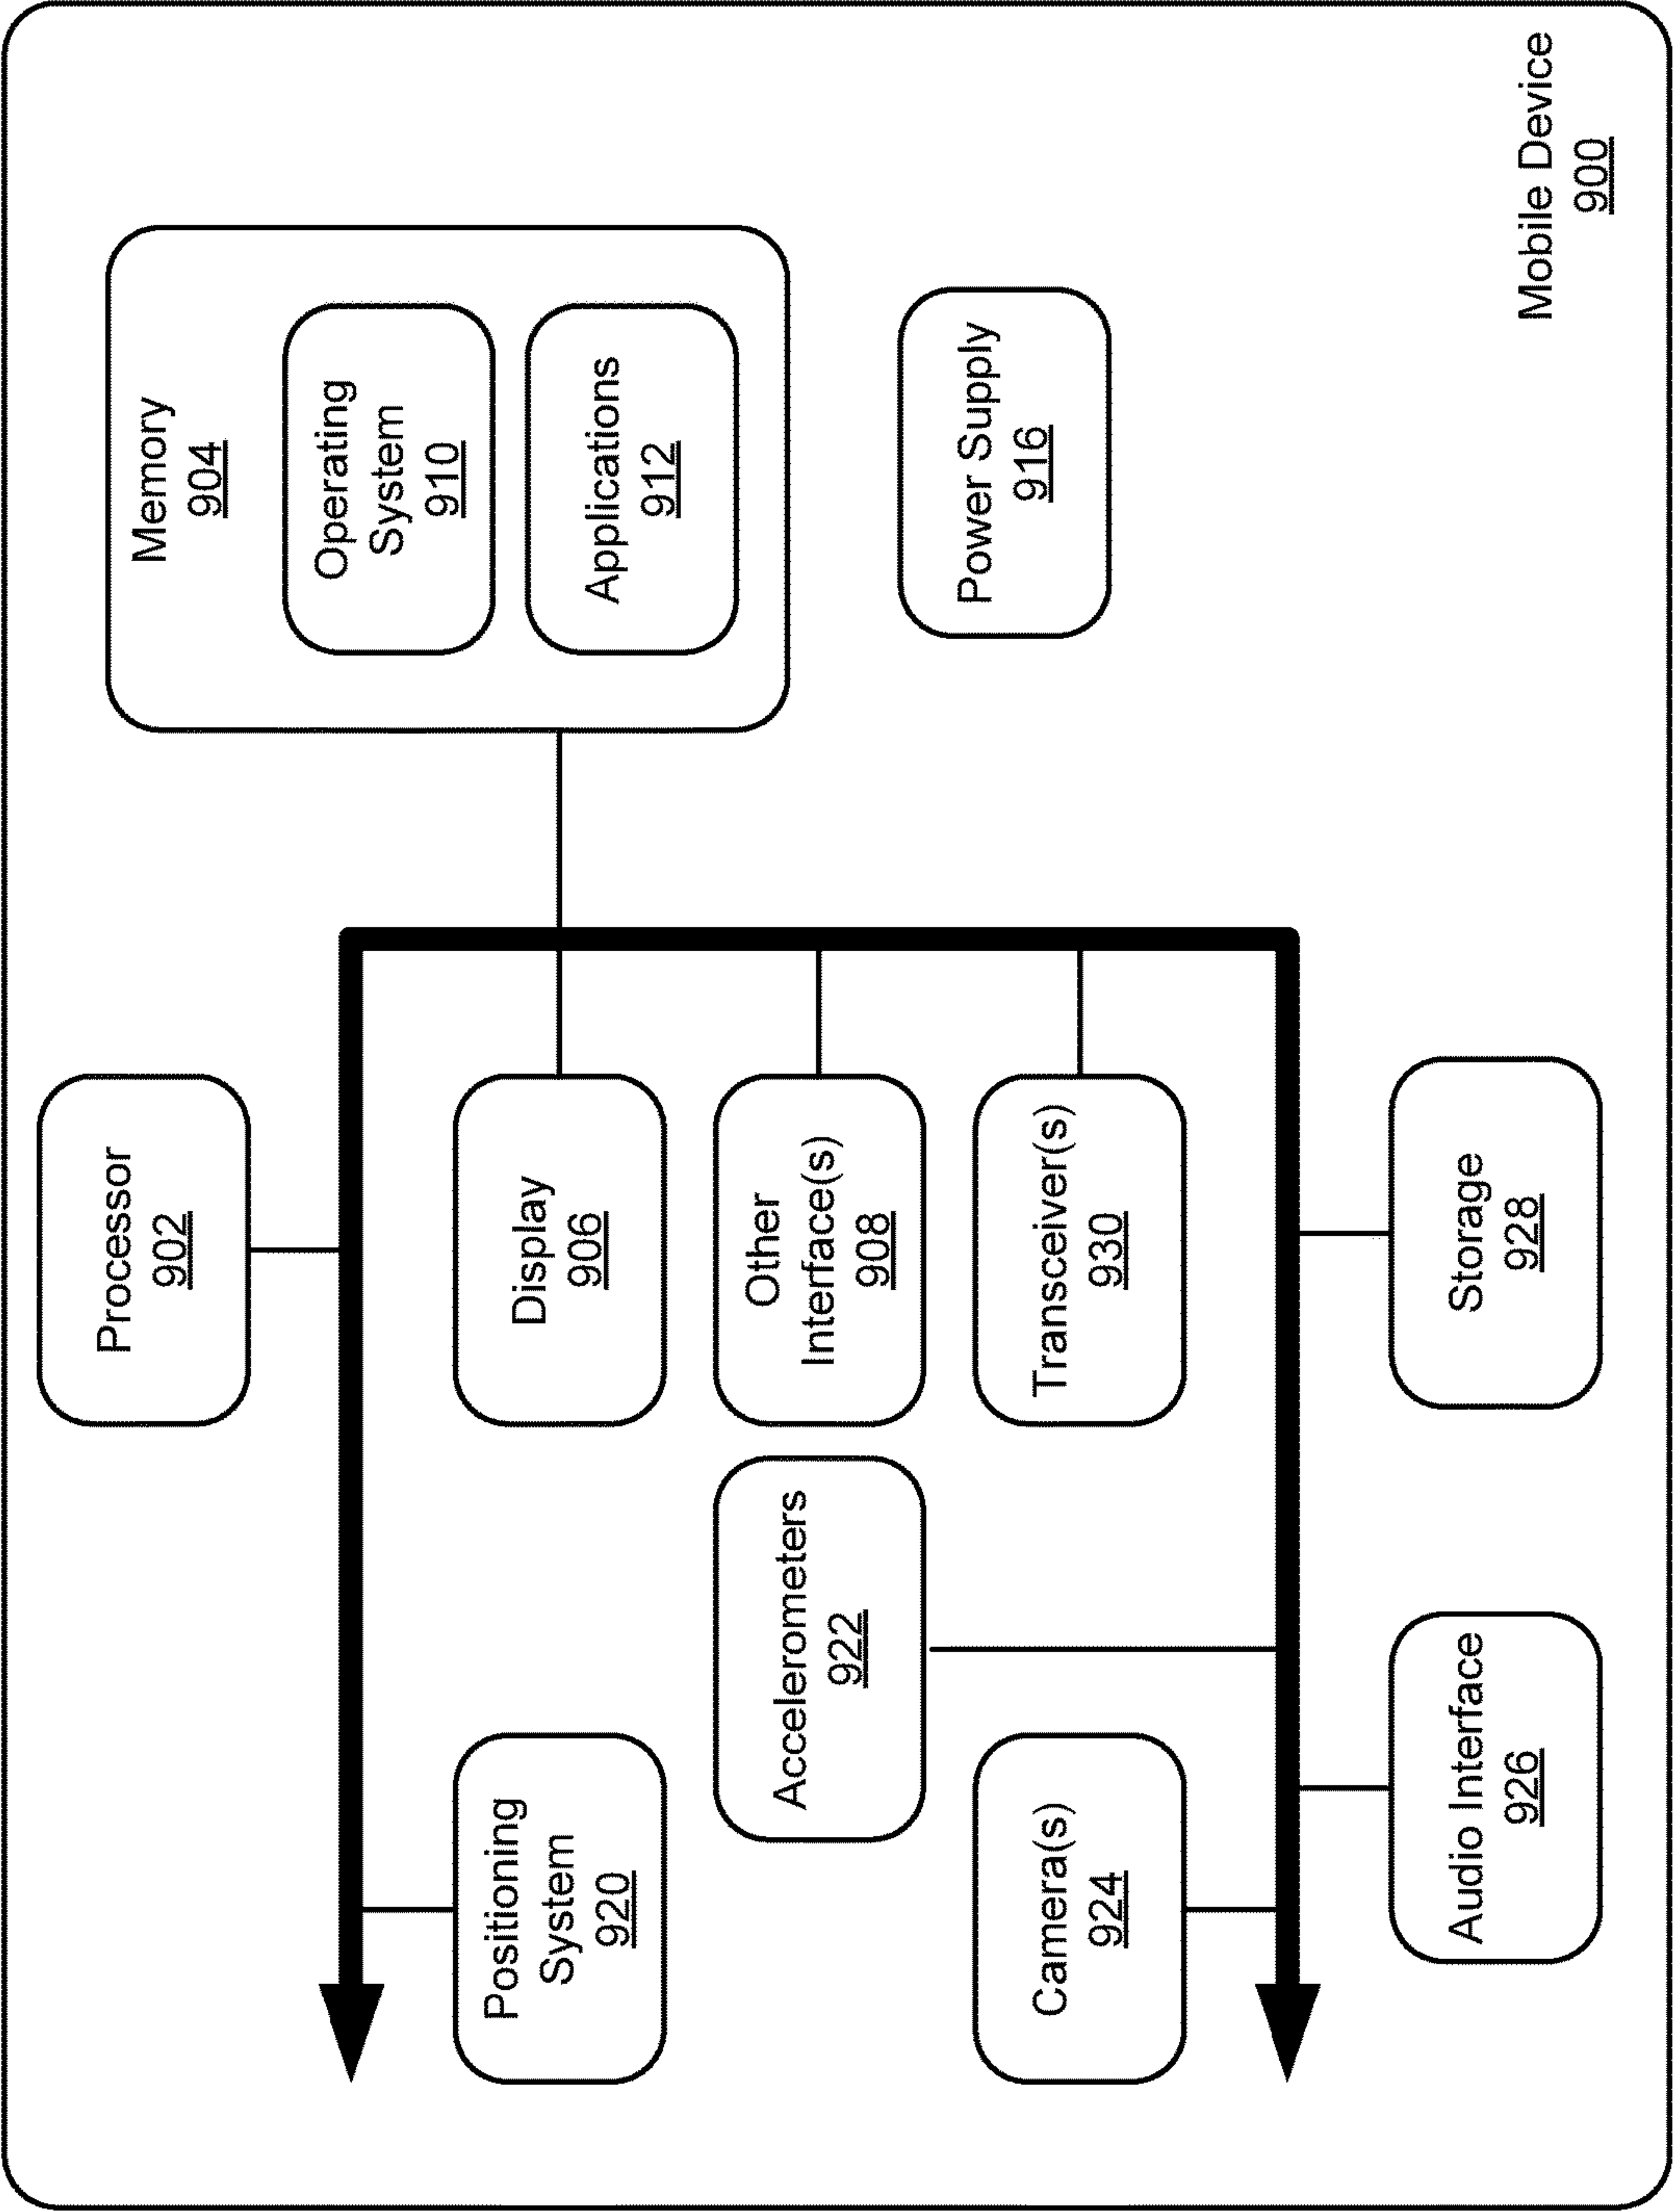 Processor
902
Memory
904
Operating
System
910
Applications
912
Display
906
Other
Interface(s)
908
Transceiver(s)
930
Power Supply
916
Positioning
System
920
Accelerometers
922
Camera(s)
924
Audio Interface
926
Storage
928
Mobile Device
900